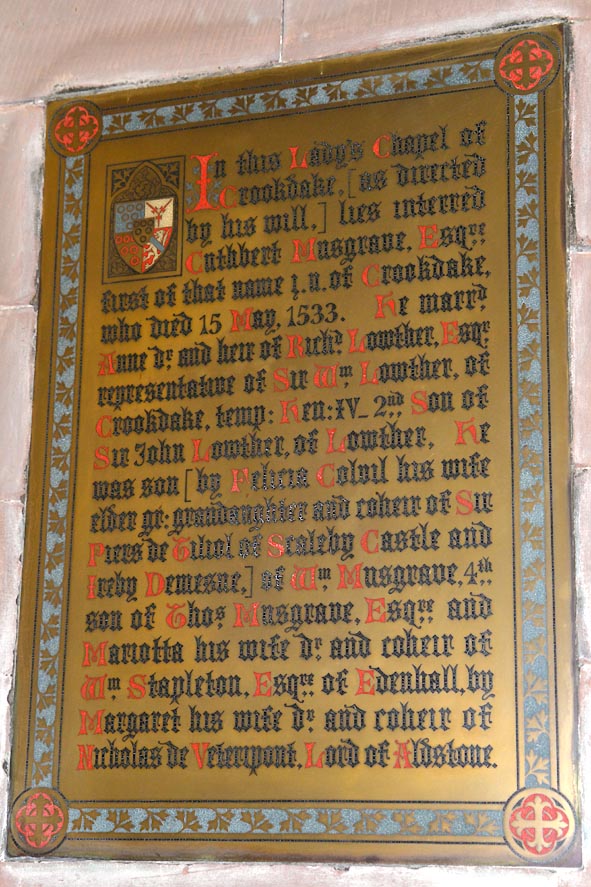 In this Lady's Chapel of
Crookdake, [as directed
by his will,] lies interred
Cuthbert Musgrave, Esqre
first of that name i.n. of Crookdake,
who died 15 May, 1533. He marrd
Anne dr. and heir of Richd. Lowther, Esqr
representative of Sir Wm Lowther, of
Crookdake, temp: Hen: IV_ 2nd, Son of
Sir John Lowther, of Lowther, He
was son [by Felicia Colvil his wife
elder gr: grandaughter and coheir of Sir
Piers de Tiliol of Scaleby Castle and
Ireby Demesne,] of Wm Musgrave, 4th
son of Thos Musgrave, Esqre and
Mariotta his wife dr. and coheir of
Wm Stapleton, Esqre of Edenhall, by
Margaret his wife dr and coheir of
Nicholas de Veteripont, Lord of Aldstone.